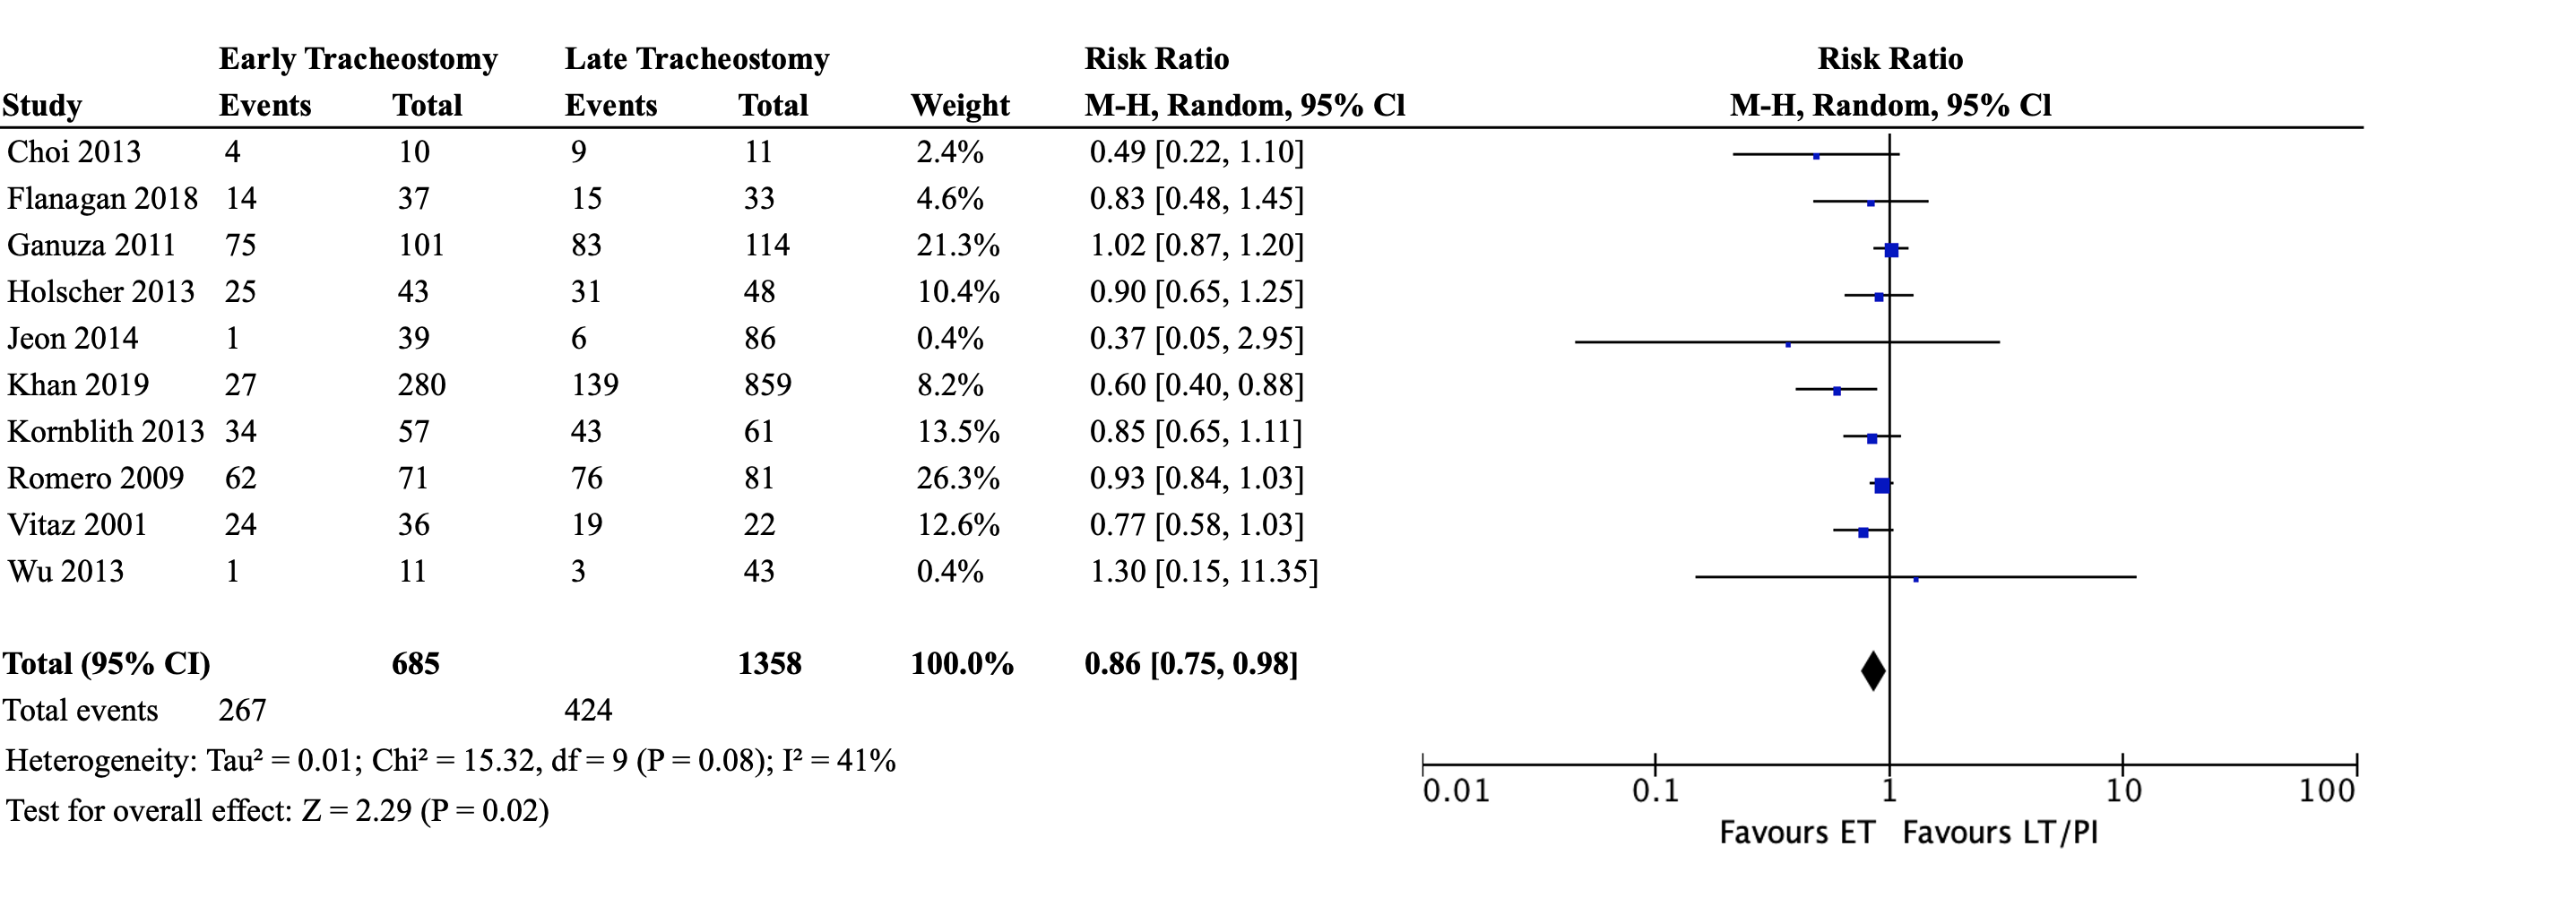 Early Tracheostomy Late Tracheostomy Risk Ratio Risk Ratio
Study Events Total Events Total Weight M-H, Random, 95% Cl M-H, Random, 95% Cl
Choi 2013 4 10 9 11 2.4% 0.49 [0.22, 1.10]
Flanagan 2018 14 37 15 33 4.6% 0.83 [0.48, 1.45]
Ganuza 2011 75 101 83 114 21.3% 1.02 [0.87, 1.20]
Holscher 2013 25 43 31 48 10.4% 0.90 [0.65, 1.25]
Jeon 2014 1 39 6 86 0.4% 0.37 [0.05, 2.95]
Khan 2019 27 280 139 859 8.2% 0.60 [0.40, 0.88]
Kornblith 2013 34 57 43 61 13.5% 0.85 [0.65, 1.11]
Romero 2009 62 71 76 81 26.3% 0.93 [0.84, 1.03]
Vitaz 2001 24 36 19 22 12.6% 0.77 [0.58, 1.03]
Wu 2013 1 11 3 43 0.4% 1.30 [0.15, 11.35]
Total (95% CI) 685 1358 100.0% 0.86 [0.75, 0.98]
Total events 267 424
Heterogeneity: Tau² = 0.01; Chi² = 15.32, df = 9 (P = 0.08); I² = 41%
Test for overall effect: Z = 2.29 (P = 0.02)
0.01 0.1 1 10 100
Favours ET Favours LT/PI